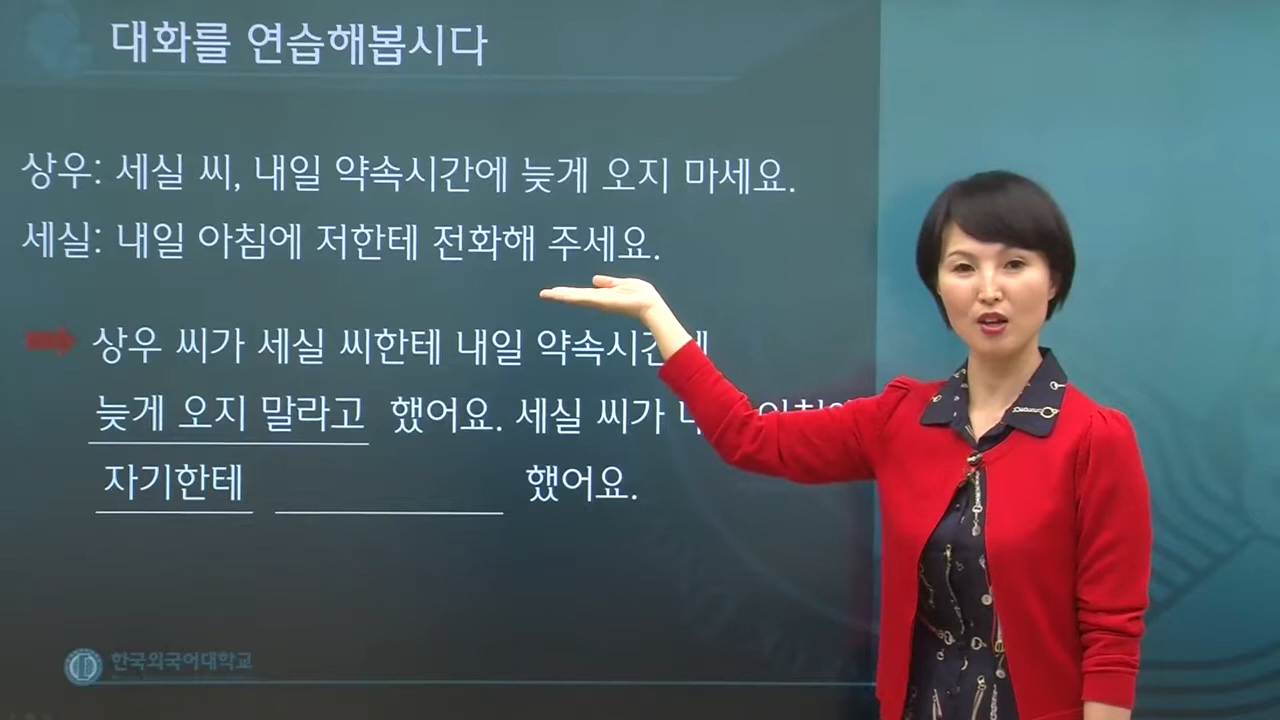 대화를 연습해봅시다
상우: 세실 씨, 내일 약속시간에 늦게 오지 마세요.
세실: 내일 아침에 저한테 전화해 주세요.
상우 씨가 세실 씨한테 내일 약속시간에
늦게 오지 말라고 했어요. 세실 씨가
자기한테 했어요.
한국외국어대학교